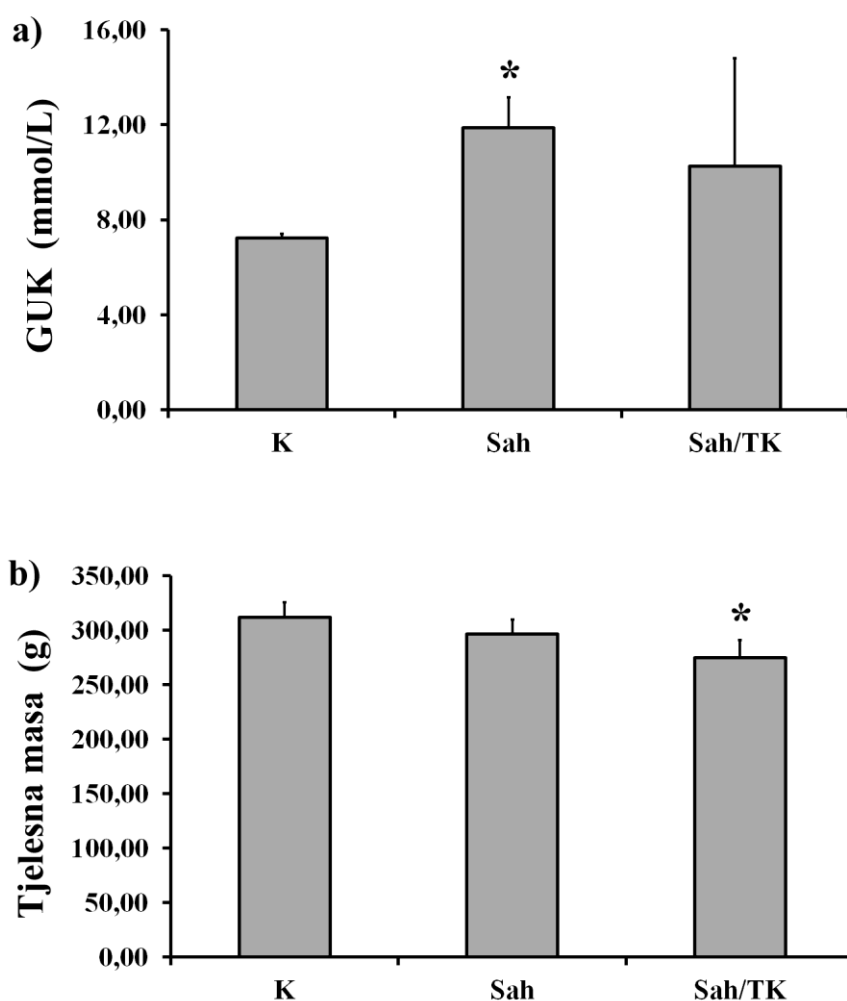 a)
GUK (mmol/L)
16,00
12,00
8,00
4,00
0,00
*
K
Sah
Sah/TK
b)
Tjelesna masa (g)
350,00
300,00
250,00
200,00
150,00
100,00
50,00
0,00
*
K
Sah
Sah/TK